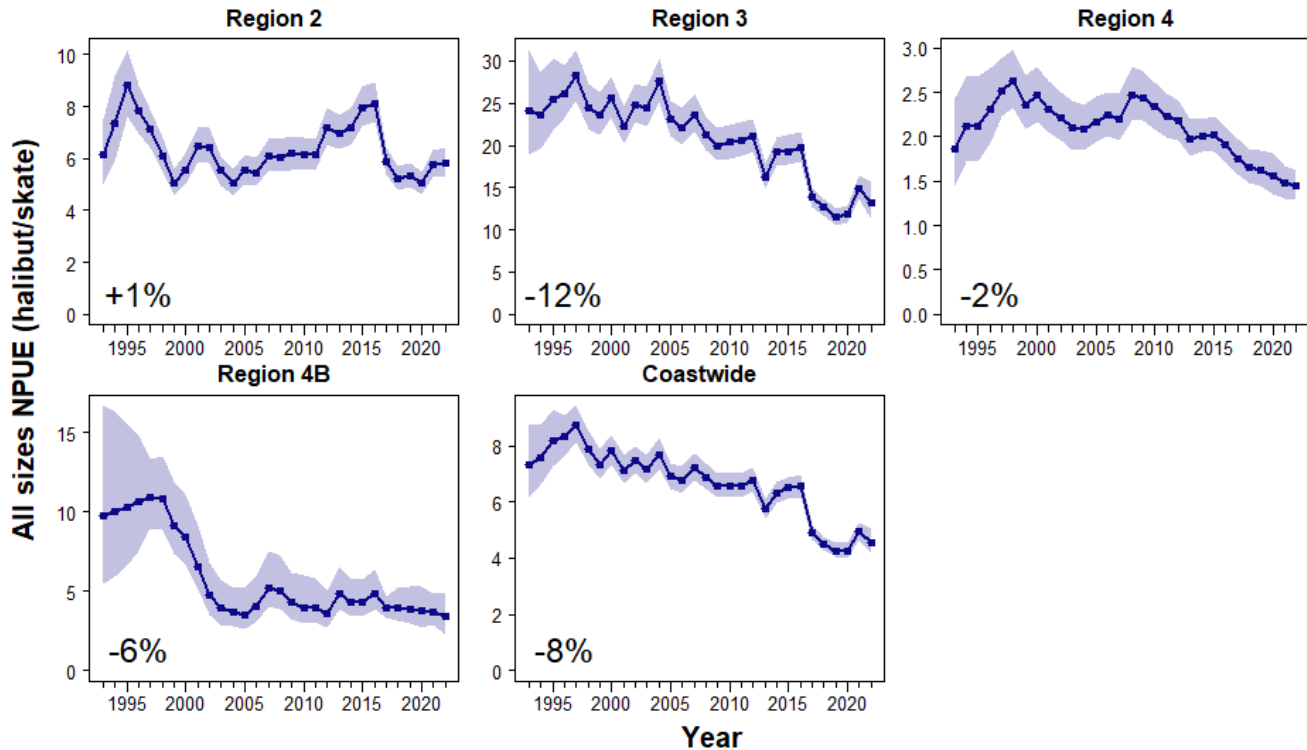 All sizes NPUE (halibut/skate)
Region 2
10
8
6
4
2
0
+1%
1995 2000 2005 2010 2015 2020
Region 3
30
25
20
15
10
5
0
-12%
1995 2000 2005 2010 2015 2020
Region 4
3.0
2.5
2.0
1.5
1.0
0.5
0.0
-2%
1995 2000 2005 2010 2015 2020
Region 4B
15
10
5
0
-6%
1995 2000 2005 2010 2015 2020
Coastwide
8
6
4
2
0
-8%
1995 2000 2005 2010 2015 2020
Year